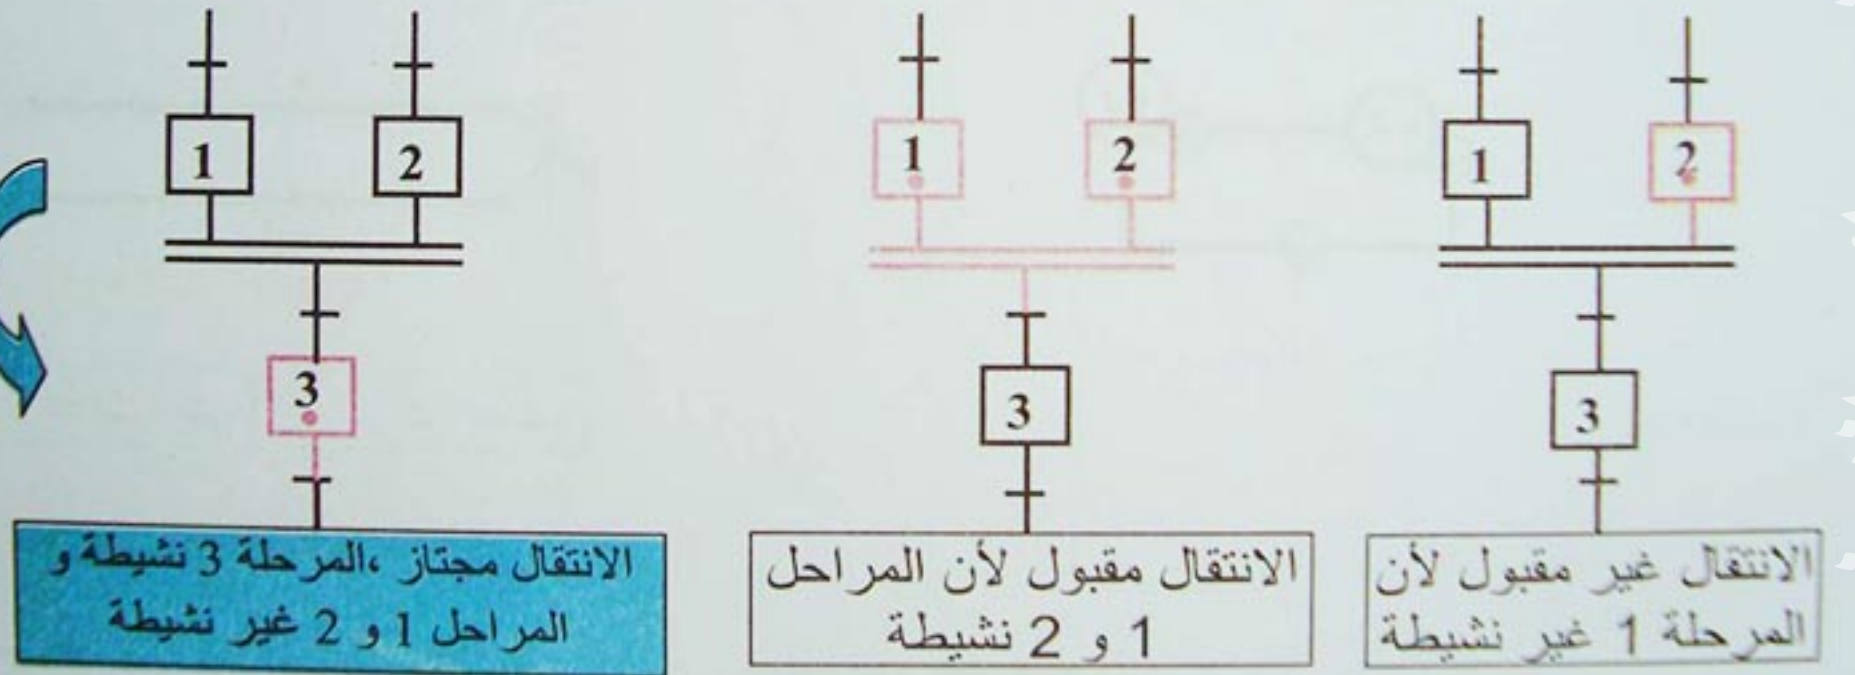 1 2
3
الانتقال غير مقبول لأن
المرحلة 1 غير نشيطة
1 2
3
الانتقال مقبول لأن المراحل
1 و 2 نشيطة
1 2
3
الانتقال مجتاز ،المرحلة 3 نشيطة و
المراحل 1 و 2 غير نشيطة